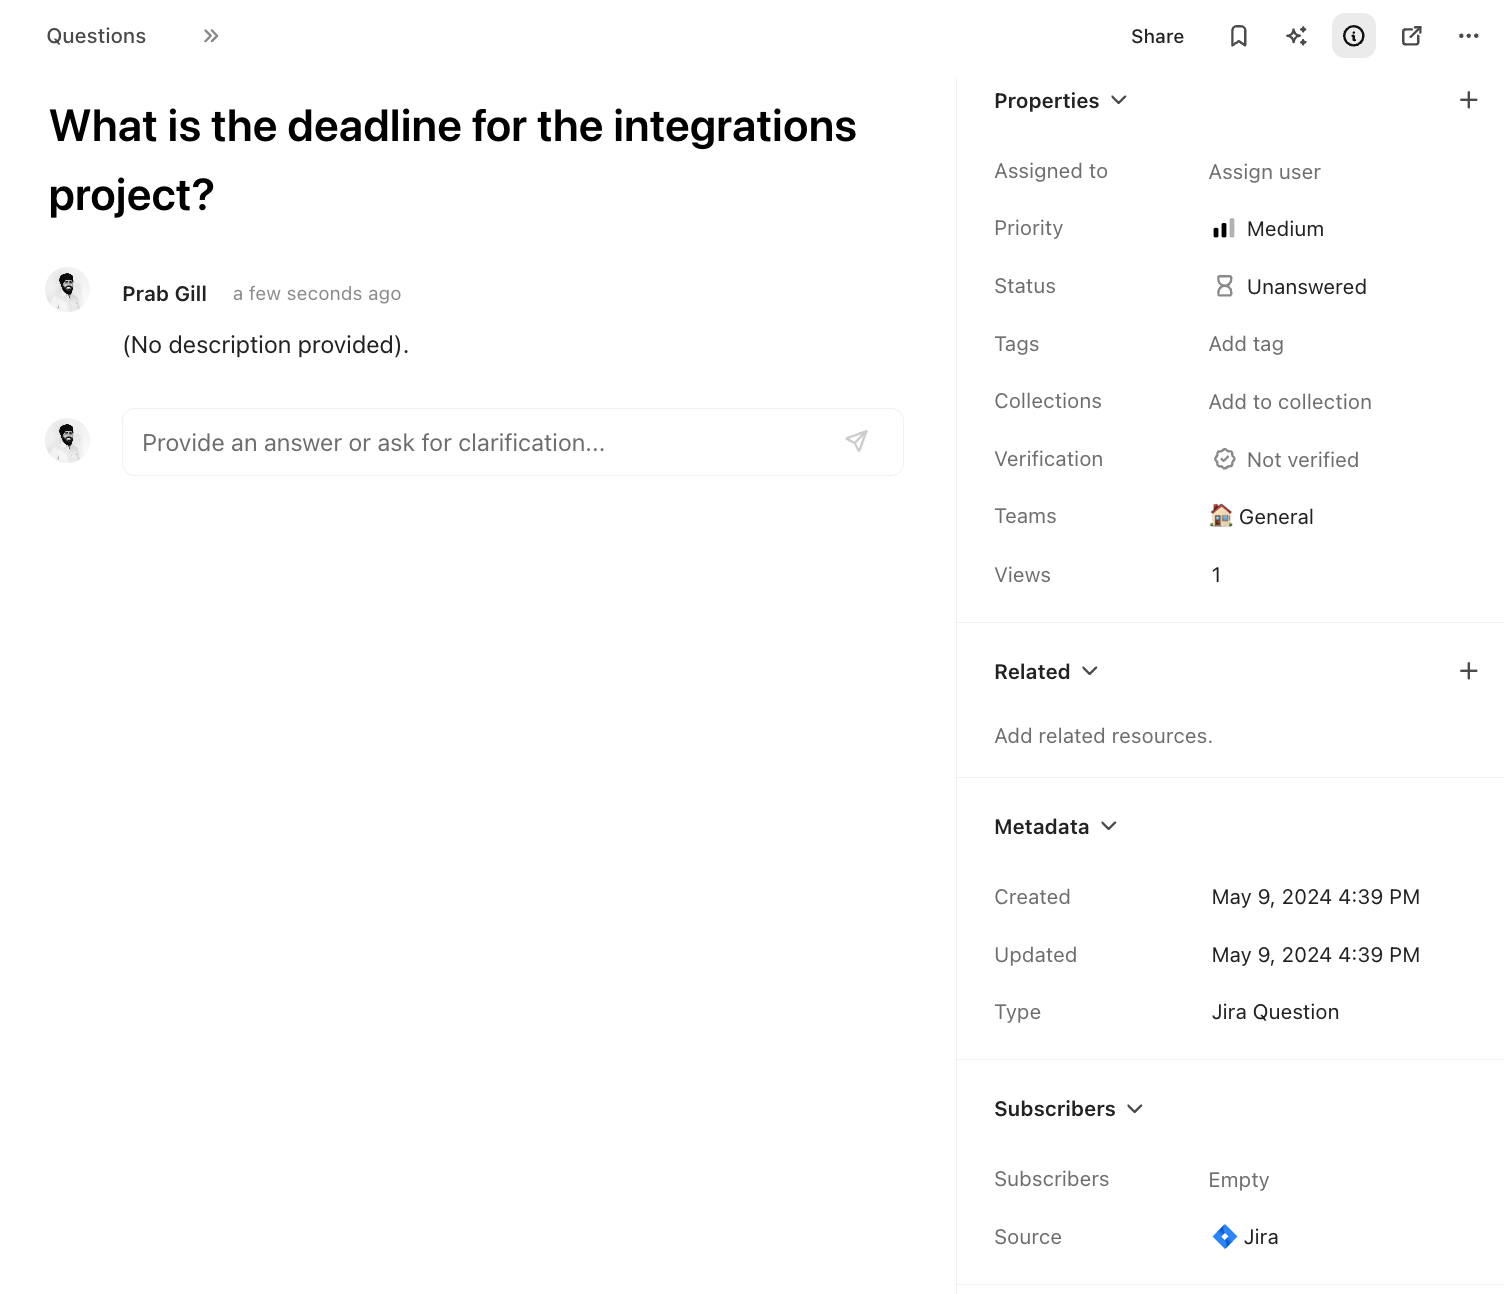 Questions
Share
What is the deadline for the integrations
project?
Prab Gill a few seconds ago
(No description provided).
Provide an answer or ask for clarification...
Properties
Assigned to Assign user
Priority Medium
Status Unanswered
Tags Add tag
Collections Add to collection
Verification Not verified
Teams General
Views 1
Related
Add related resources.
Metadata
Created May 9, 2024 4:39 PM
Updated May 9, 2024 4:39 PM
Type Jira Question
Subscribers
Subscribers Empty
Source Jira